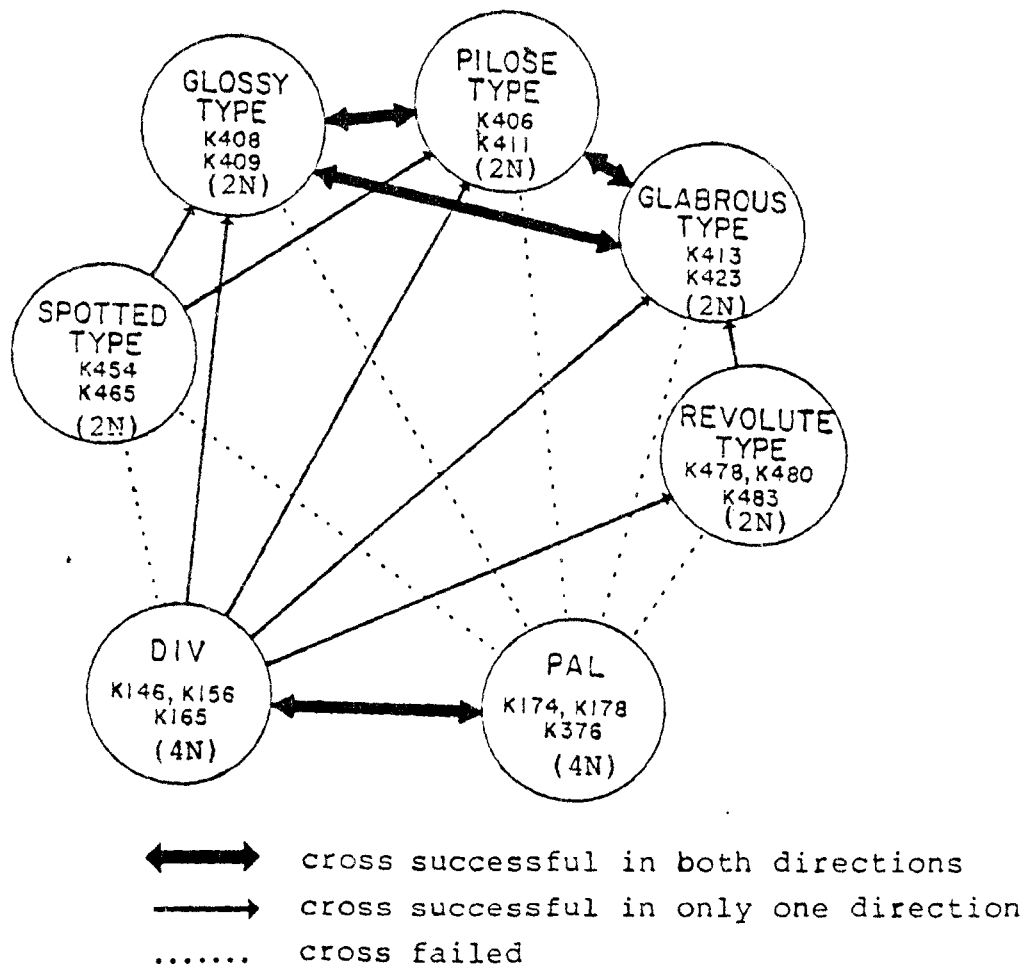 GLOSSY
TYPE
K408
K409
(2N)
PILOSE
TYPE
K406
K411
(2N)
GLABROUS
TYPE
K413
K423
(2N)
SPOTTED
TYPE
K454
K465
(2N)
REVOLUTE
TYPE
K478, K480
K483
(2N)
DIV
K146, K156
K165
(4N)
PAL
K174, K178
K376
(4N)
cross successful in both directions
cross successful in only one direction
cross failed